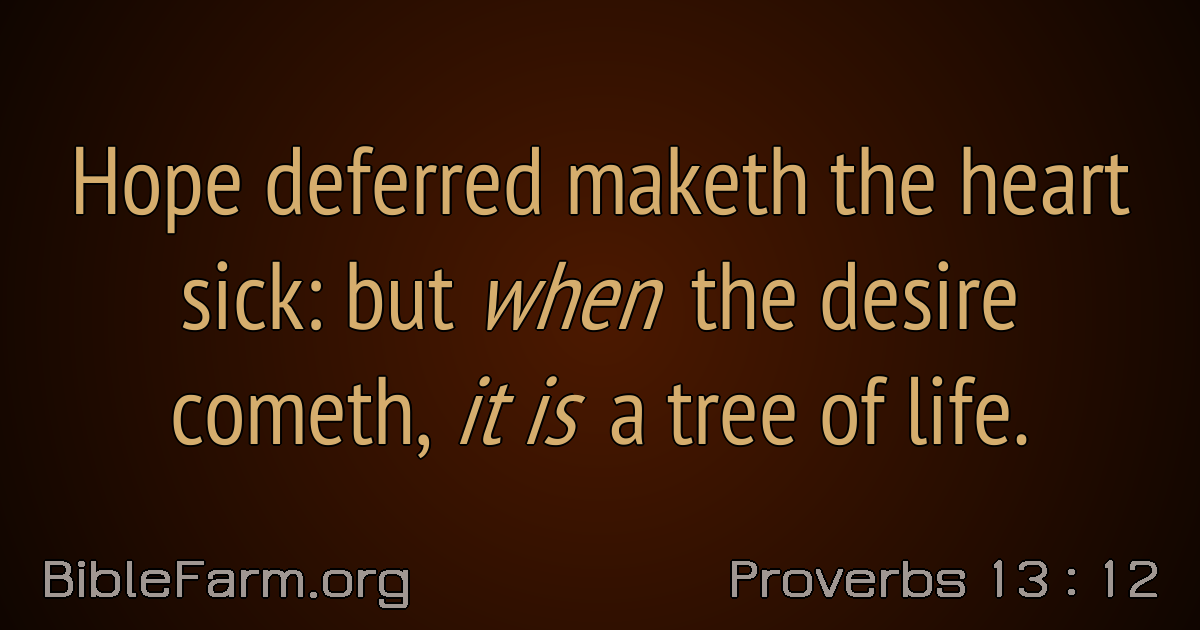 Hope deferred maketh the heart
sick: but when the desire
cometh, it is a tree of life.
BibleFarm.org
Proverbs 13 : 12